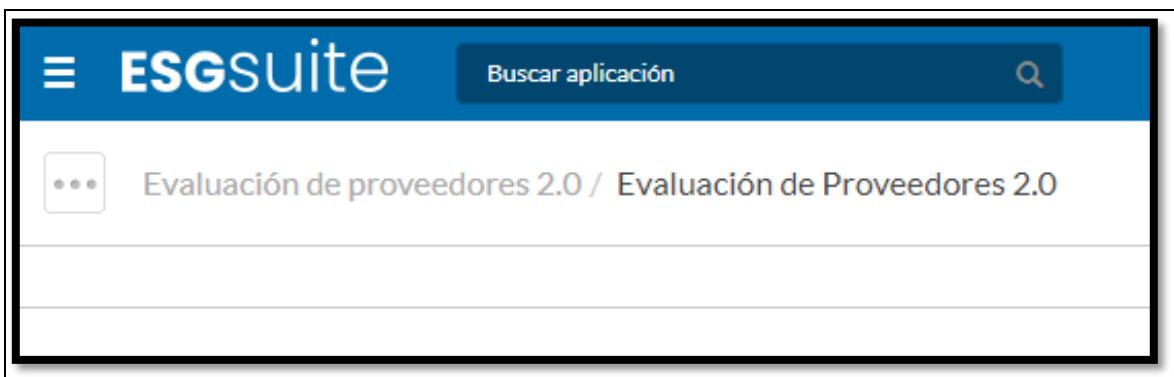 ESGsuite Buscar aplicación
Evaluación de proveedores 2.0 / Evaluación de Proveedores 2.0